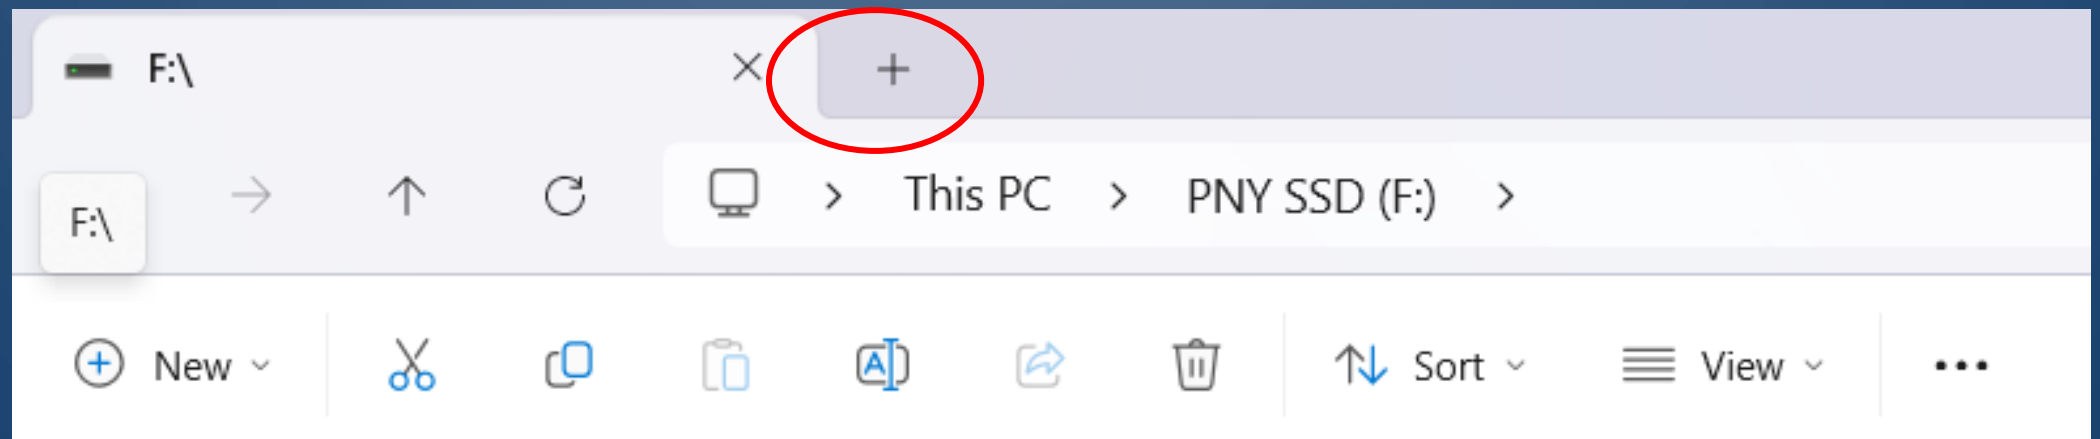 F:\
F:\
This PC > PNY SSD (F:) >
New
Sort
View